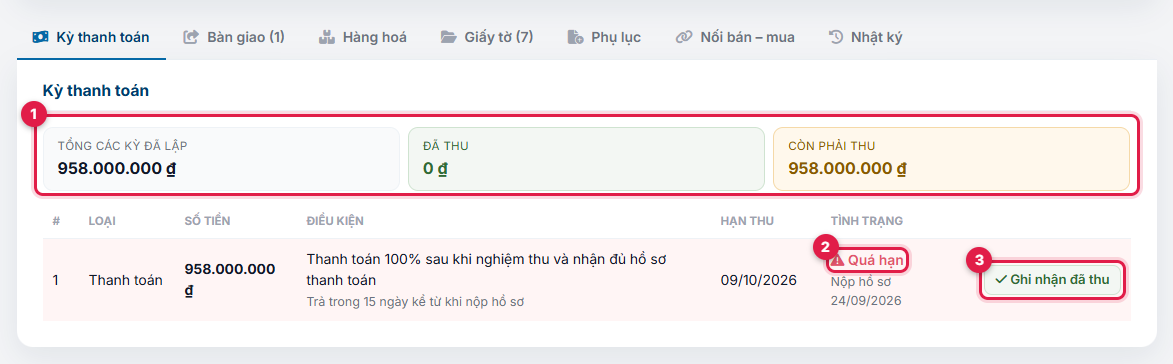 Kỳ thanh toán Bàn giao (1) Hàng hoá Giấy tờ (7) Phụ lục Nối bán – mua Nhật ký
Kỳ thanh toán
1
TỔNG CÁC KỲ ĐÃ LẬP ĐÃ THU CÒN PHẢI THU
958.000.000 ₫ 0 ₫ 958.000.000 ₫
# LOẠI SỐ TIỀN ĐIỀU KIỆN HẠN THU TÌNH TRẠNG
1 Thanh toán 958.000.000 ₫ Thanh toán 100% sau khi nghiệm thu và nhận đủ hồ sơ thanh toán 09/10/2026 2 Quá hạn 3 Ghi nhận đã thu
Trả trong 15 ngày kể từ khi nộp hồ sơ Nộp hồ sơ 24/09/2026